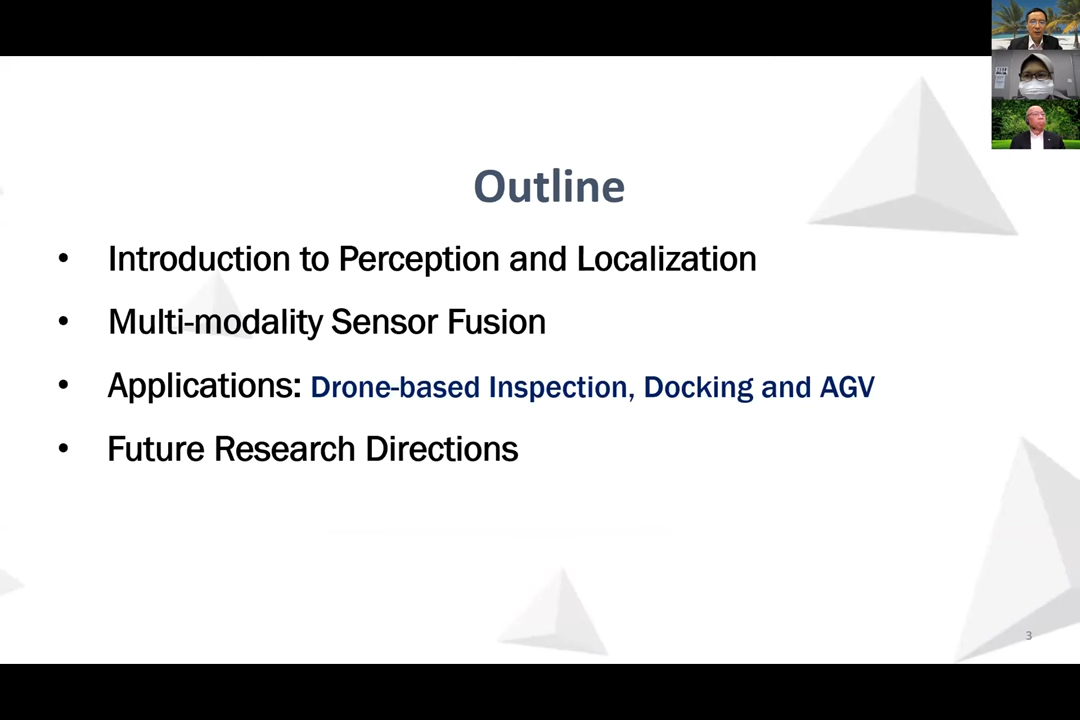 Outline
• Introduction to Perception and Localization
• Multi-modality Sensor Fusion
• Applications: Drone-based Inspection, Docking and AGV
• Future Research Directions
3